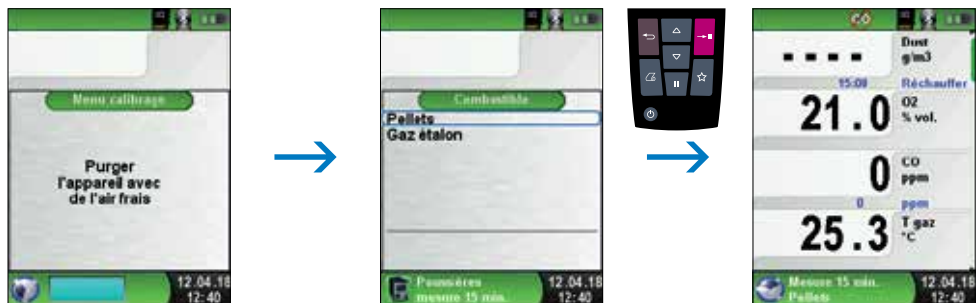 Menu calibrage
Purger
l'appareil avec
de l'air frais
12.04.18
12:40
Combustible
Pellets
Gaz étalon
Poussières
mesure 15 min.
12.04.18
12:40
CO
Dust
g/m3
- - - -
15:00 Réchauffer
21.0 O2
% vol.
0 CO
ppm
0 ppm
25.3 T gaz
°C
Mesure 15 min.
Pellets
12.04.18
12:40